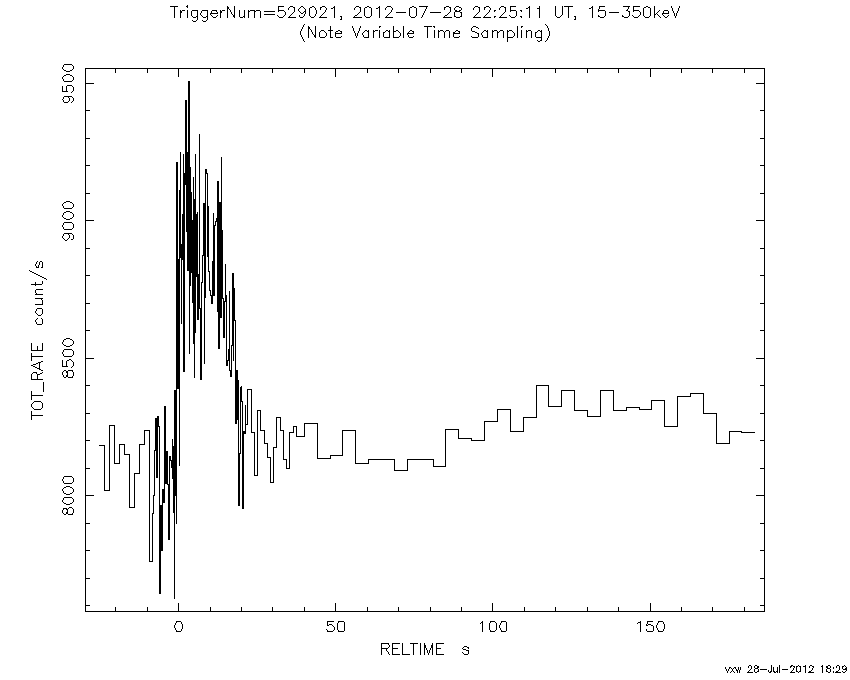 TriggerNum=529021, 2012-07-28 22:25:11 UT, 15-350keV
(Note Variable Time Sampling)
9500
9000
8500
8000
TOT_RATE count/s
0 50 100 150
RELTIME s
vxw 28-Jul-2012 18:29